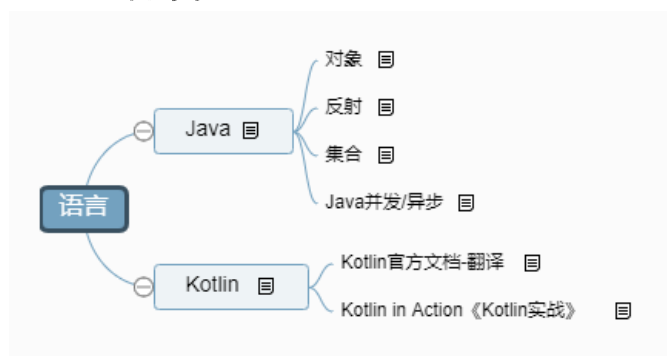 语言
Java
对象
反射
集合
Java并发/异步
Kotlin
Kotlin官方文档-翻译
Kotlin in Action《Kotlin实战》